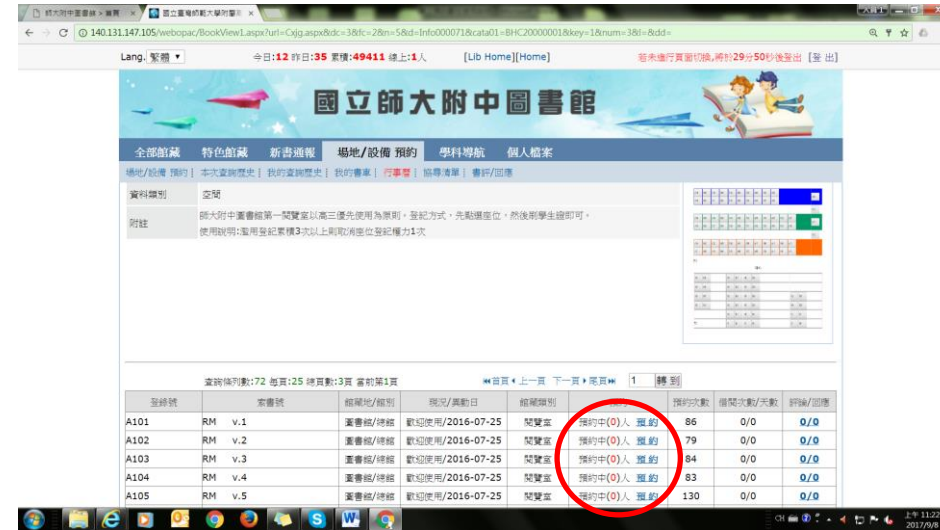 師大附中圖書館 > 首頁
國立臺灣師範大學附屬高
140.131.147.105/webopac/BookView1.aspx?url=Cxjg.aspx&dc=3&fc=2&n=5&cd=Info000071&cata01=BHC20000001&key=1&num=3&l=&dd=
Lang. 繁體 今日:12 昨日:35 累積:49411 線上:1人 [Lib Home][Home] 若未進行頁面切換,將於29分50秒後登出 [登 出]
國立師大附中圖書館
全部館藏 特色館藏 新書通報 場地/設備 預約 學科導航 個人檔案
場地/設備 預約| 本次查詢歷史| 我的查詢歷史| 我的書車| 行事曆| 協尋清單| 書評/回應
資料類別 空間
附註 師大附中圖書館第一閱覽室以高三優先使用為原則。登記方式,先點選座位,然後刷學生證即可。
使用說明:濫用登記累積3次以上則取消座位登記權力1次
查詢條列數:72 每頁:25 總頁數:3頁 當前第1頁 首頁 上一頁 下一頁 尾頁 1 轉 到
登錄號 索書號 館藏地/館別 現況/異動日 館藏類別 預約次數 借閱次數/天數 評論/回應
A101 RM v.1 圖書館/總館 歡迎使用/2016-07-25 閱覽室 預約中(0)人 預 約 86 0/0 0/0
A102 RM v.2 圖書館/總館 歡迎使用/2016-07-25 閱覽室 預約中(0)人 預 約 79 0/0 0/0
A103 RM v.3 圖書館/總館 歡迎使用/2016-07-25 閱覽室 預約中(0)人 預 約 84 0/0 0/0
A104 RM v.4 圖書館/總館 歡迎使用/2016-07-25 閱覽室 預約中(0)人 預 約 83 0/0 0/0
A105 RM v.5 圖書館/總館 歡迎使用/2016-07-25 閱覽室 預約中(0)人 預 約 130 0/0 0/0
CH 上午 11:22
2017/9/8